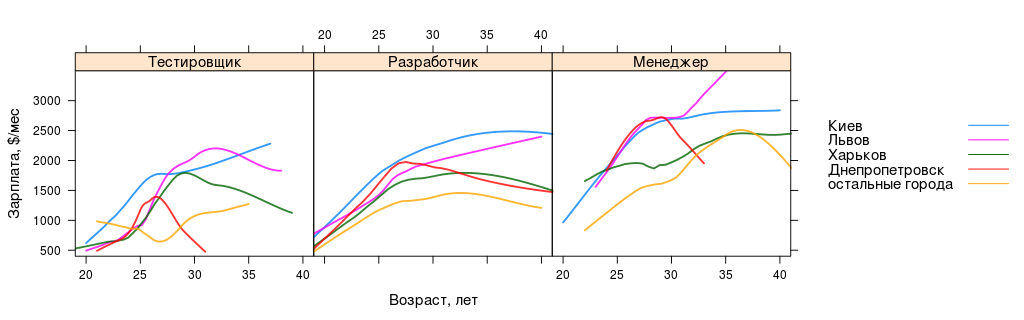 20 25 30 35 40
Тестировщик Разработчик Менеджер
3000
2500
2000
1500
1000
500
Зарплата, $/мес
20 25 30 35 40 20 25 30 35 40
Возраст, лет
Киев
Львов
Харьков
Днепропетровск
остальные города